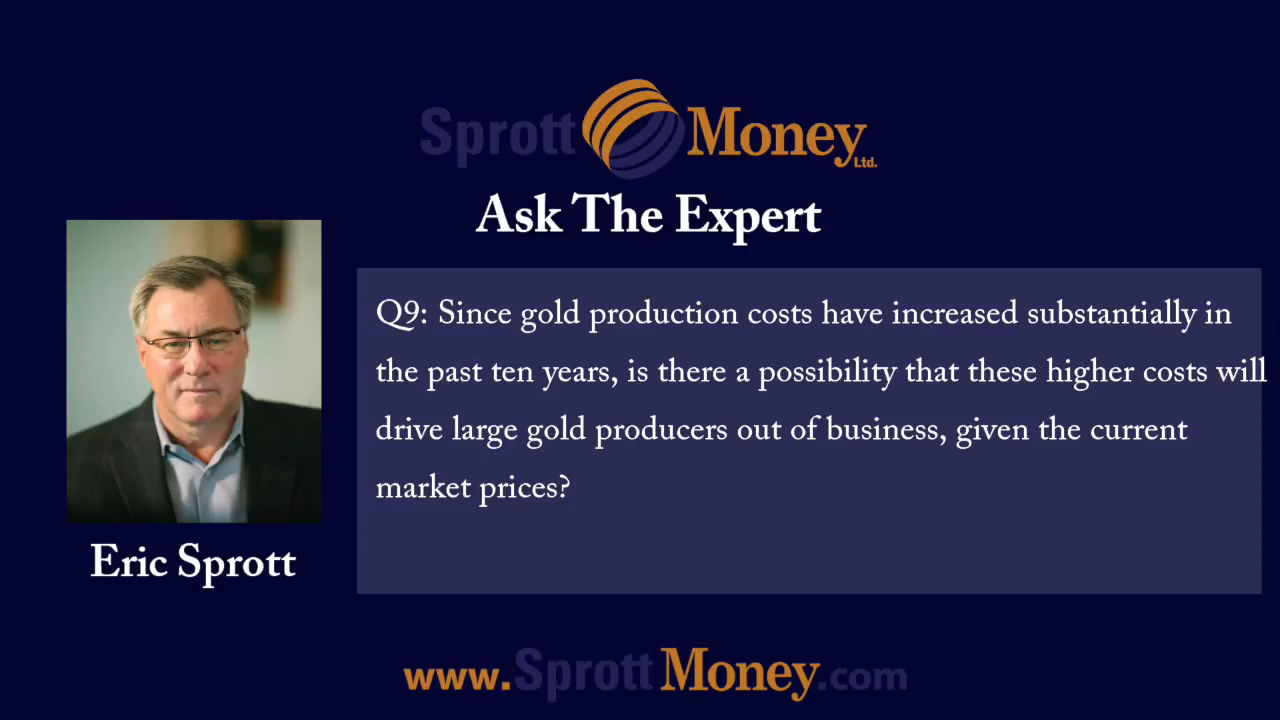 Sprott Money Ltd.
Ask The Expert
Q9: Since gold production costs have increased substantially in
the past ten years, is there a possibility that these higher costs will
drive large gold producers out of business, given the current
market prices?
Eric Sprott
www.SprottMoney.com